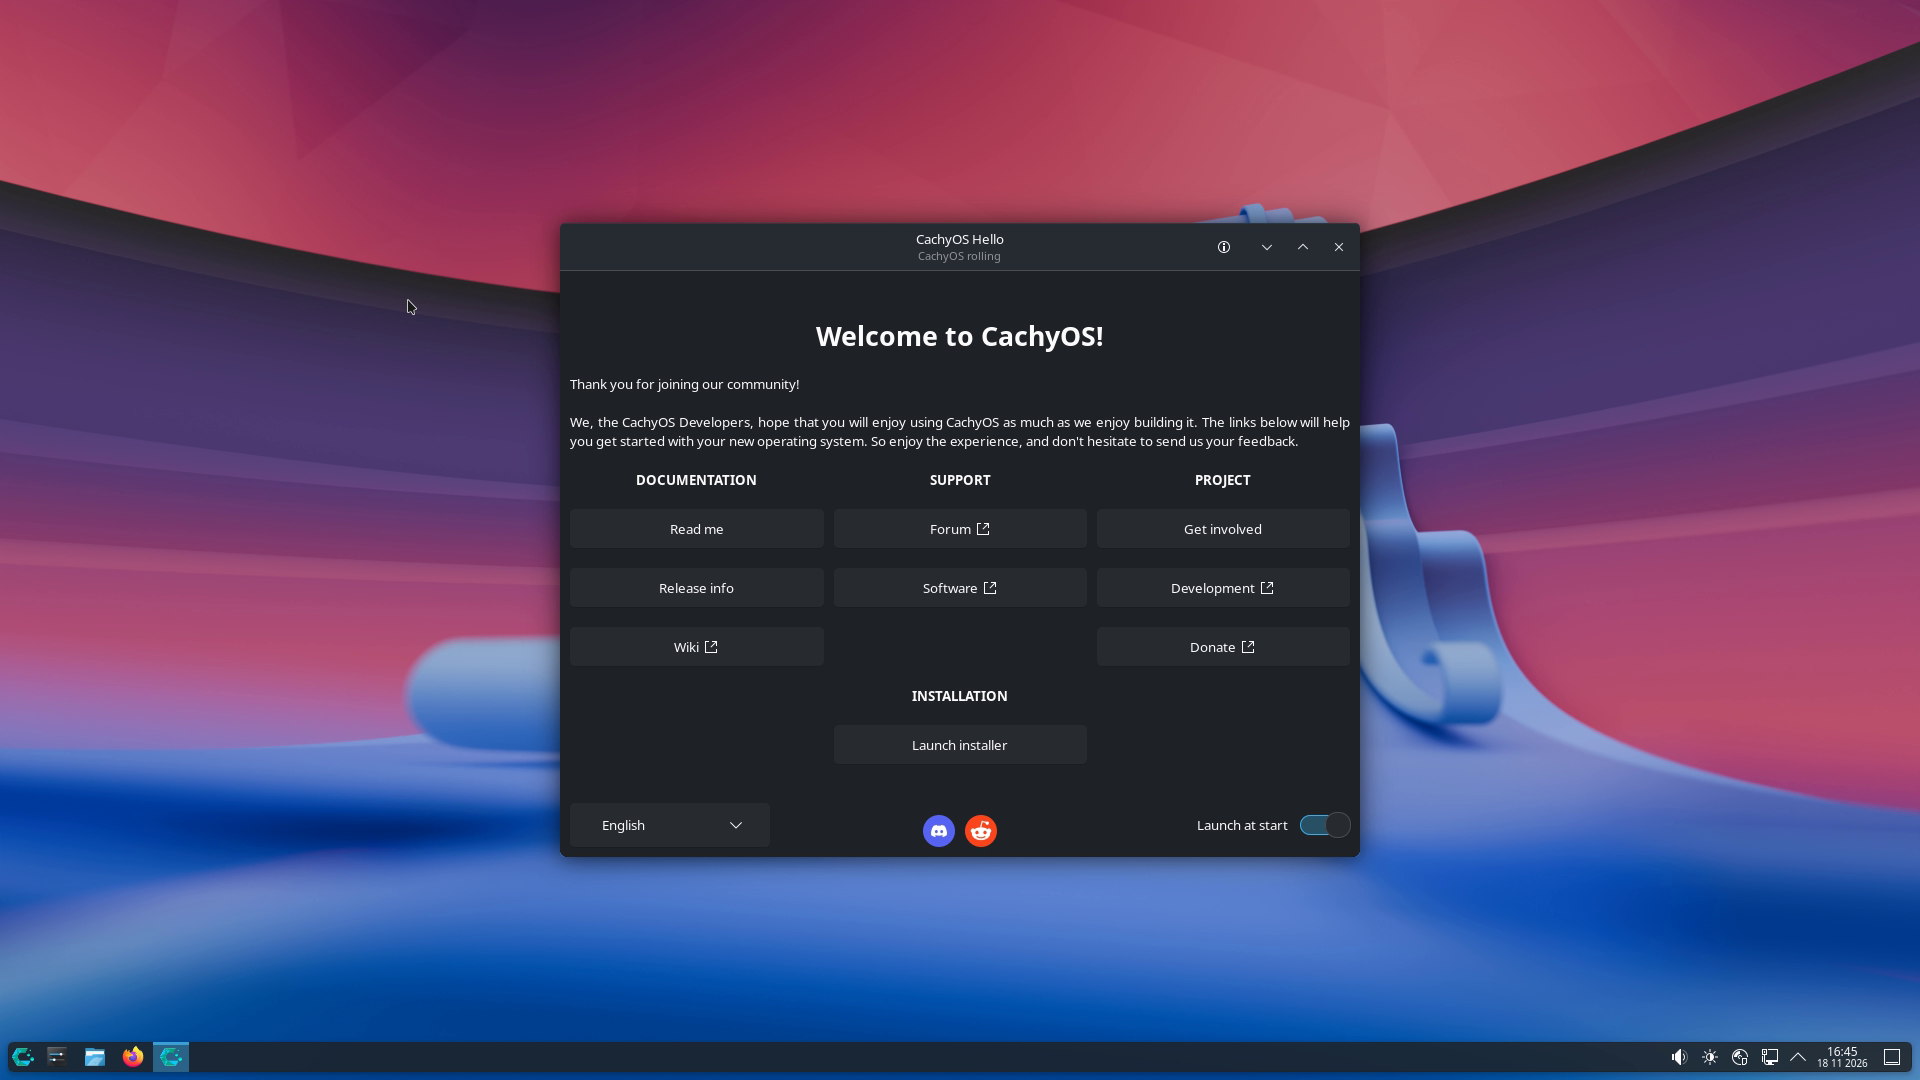 CachyOS Hello
CachyOS rolling
Welcome to CachyOS!
Thank you for joining our community!
We, the CachyOS Developers, hope that you will enjoy using CachyOS as much as we enjoy building it. The links below will help
you get started with your new operating system. So enjoy the experience, and don't hesitate to send us your feedback.
DOCUMENTATION
SUPPORT
PROJECT
Read me
Forum
Get involved
Release info
Software
Development
Wiki
Donate
INSTALLATION
Launch installer
English
Launch at start
16:45
18 11 2026